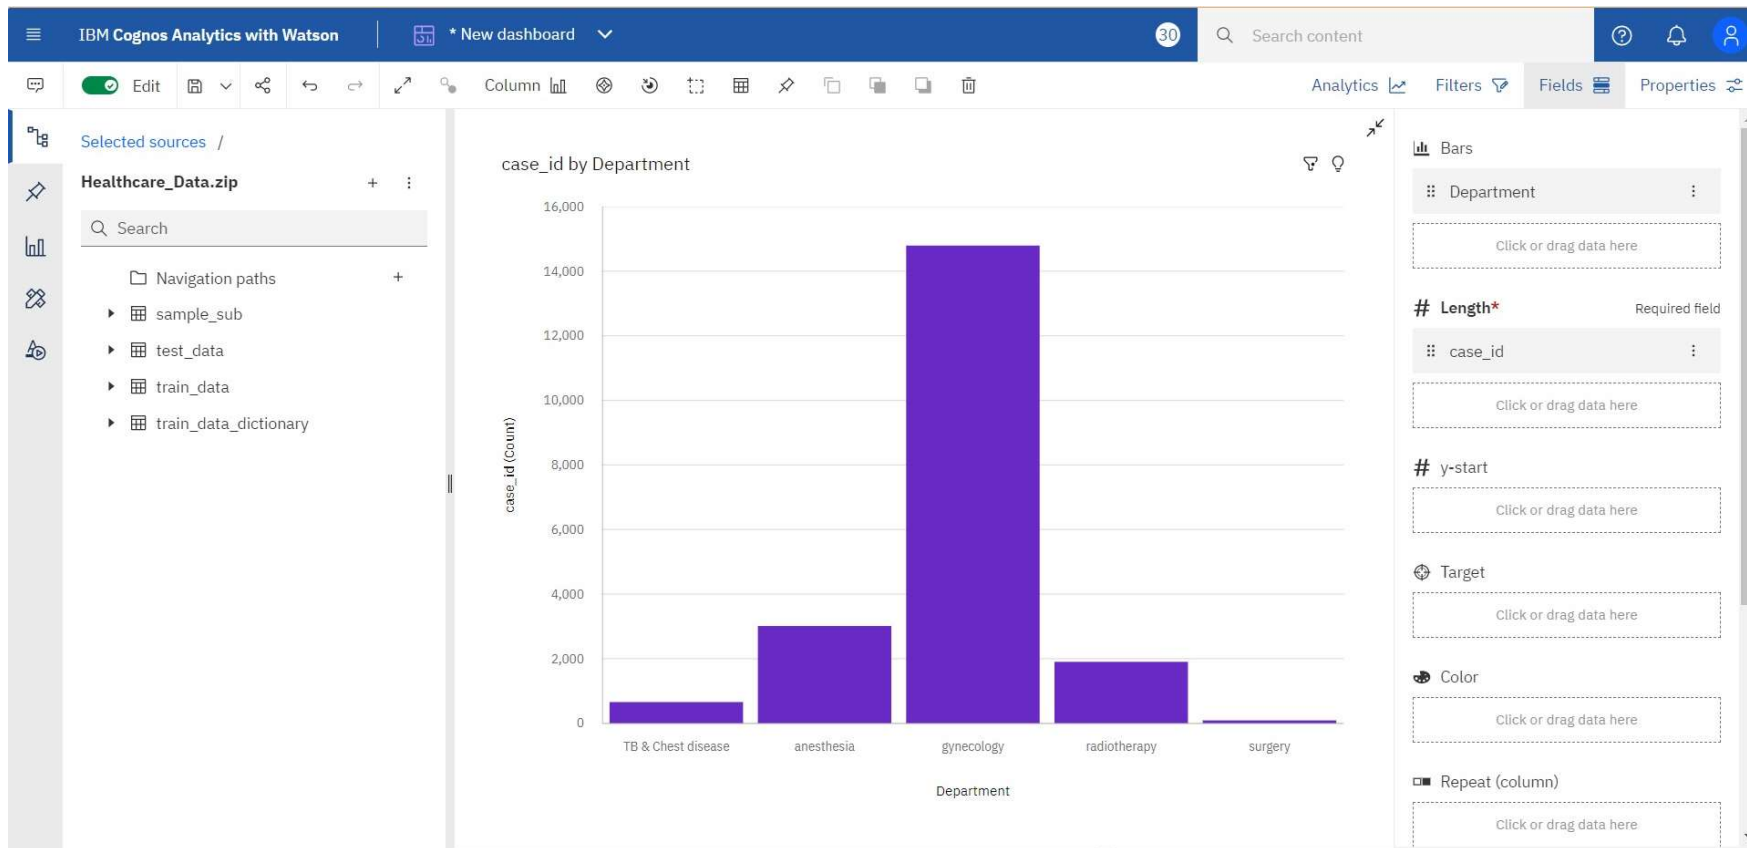 IBM Cognos Analytics with Watson
* New dashboard
30
Search content
Edit
Column
Analytics
Filters
Fields
Properties
Selected sources /
Healthcare_Data.zip
Search
Navigation paths
sample_sub
test_data
train_data
train_data_dictionary
case_id by Department
16,000
14,000
12,000
10,000
8,000
6,000
4,000
2,000
0
case_id (Count)
TB & Chest disease
anesthesia
gynecology
radiotherapy
surgery
Department
Bars
Department
Click or drag data here
# Length* Required field
case_id
Click or drag data here
# y-start
Click or drag data here
Target
Click or drag data here
Color
Click or drag data here
Repeat (column)
Click or drag data here